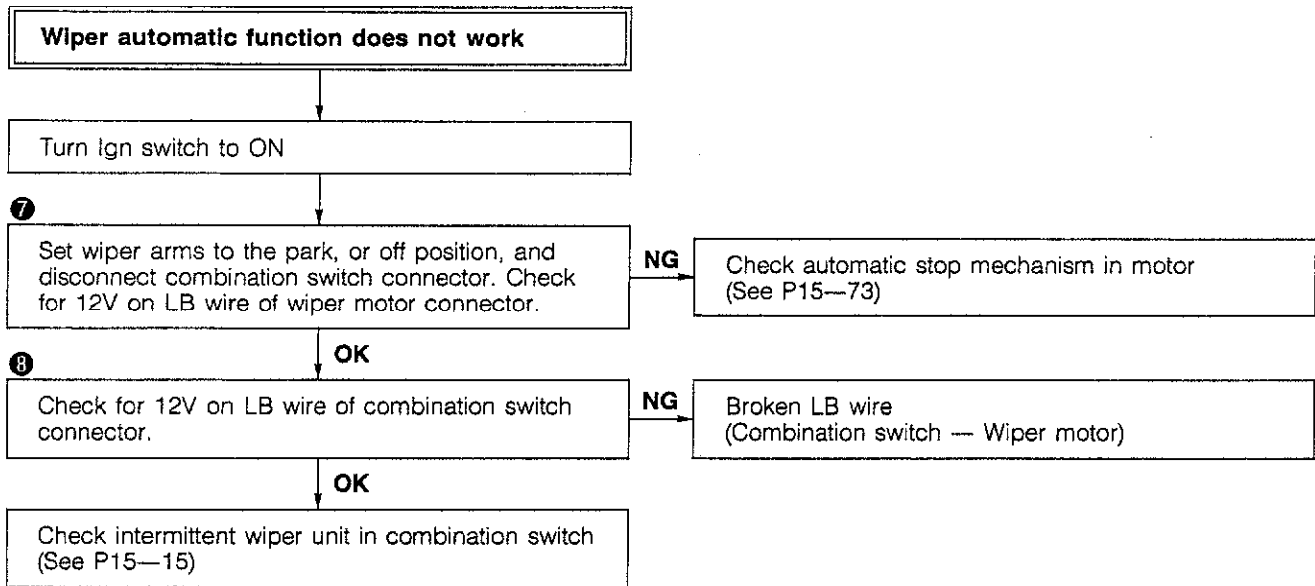 Wiper automatic function does not work
Turn Ign switch to ON
❼
Set wiper arms to the park, or off position, and
disconnect combination switch connector. Check
for 12V on LB wire of wiper motor connector.
NG
Check automatic stop mechanism in motor
(See P15—73)
OK
❽
Check for 12V on LB wire of combination switch
connector.
NG
Broken LB wire
(Combination switch — Wiper motor)
OK
Check intermittent wiper unit in combination switch
(See P15—15)